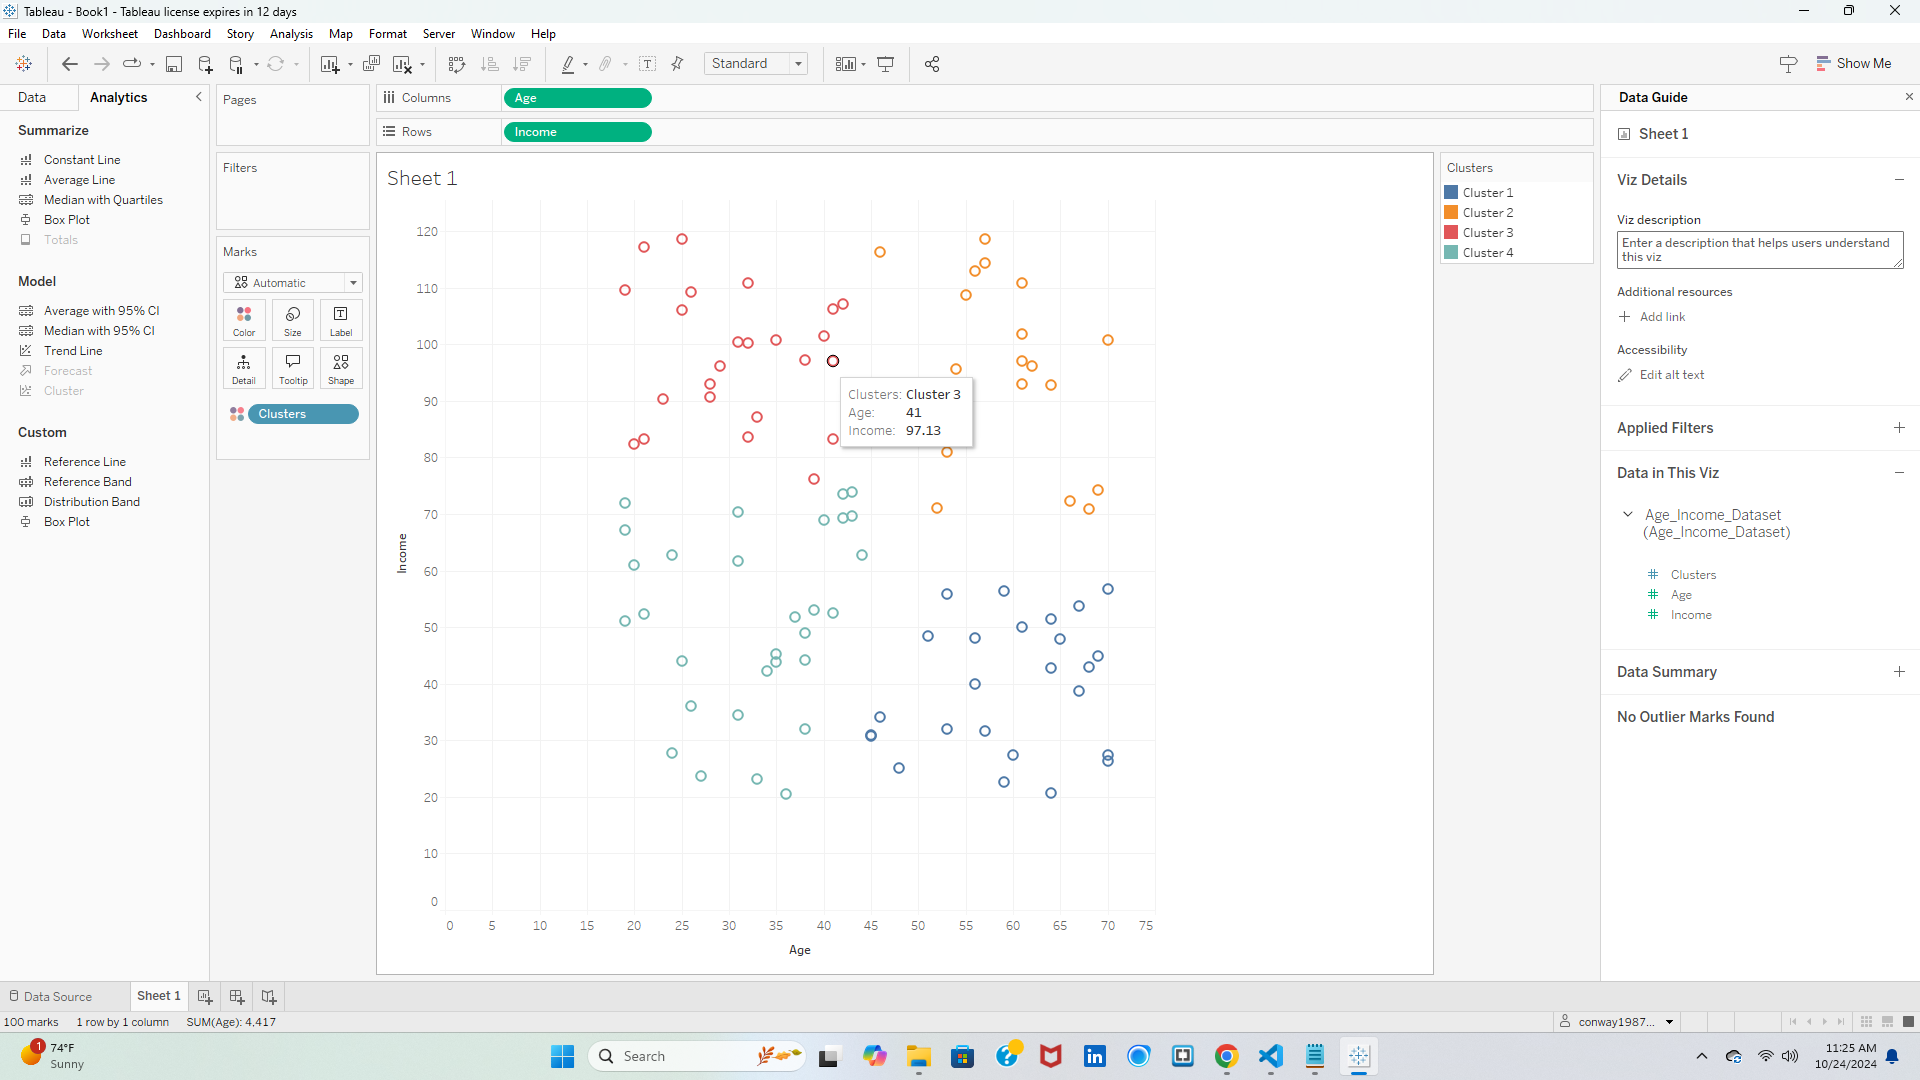 Tableau - Book1 - Tableau license expires in 12 days
File Data Worksheet Dashboard Story Analysis Map Format Server Window Help
Standard
Show Me
Data Analytics
Summarize
Constant Line
Average Line
Median with Quartiles
Box Plot
Totals
Model
Average with 95% CI
Median with 95% CI
Trend Line
Forecast
Cluster
Custom
Reference Line
Reference Band
Distribution Band
Box Plot
Pages
Filters
Marks
Automatic
Color Size Label
Detail Tooltip Shape
Clusters
Columns Age
Rows Income
Sheet 1
120
110
100
90
80
70
60
50
40
30
20
10
0
Income
0 5 10 15 20 25 30 35 40 45 50 55 60 65 70 75
Age
Clusters: Cluster 3
Age: 41
Income: 97.13
Clusters
Cluster 1
Cluster 2
Cluster 3
Cluster 4
Data Guide
Sheet 1
Viz Details
Viz description
Enter a description that helps users understand
this viz
Additional resources
Add link
Accessibility
Edit alt text
Applied Filters
Data in This Viz
Age_Income_Dataset
(Age_Income_Dataset)
Clusters
Age
Income
Data Summary
No Outlier Marks Found
Data Source Sheet 1
100 marks 1 row by 1 column SUM(Age): 4,417
conway1987...
1
74°F
Sunny
Search
11:25 AM
10/24/2024